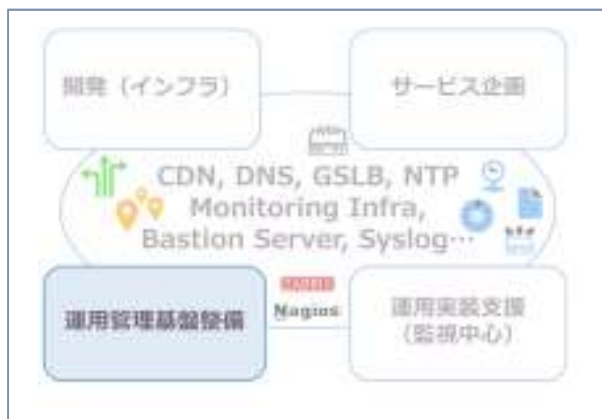 開発（インフラ）
サービス企画
CDN, DNS, GSLB, NTP
Monitoring Infra,
Bastion Server, Syslog…
ZABBIX
Nagios
運用管理基盤整備
運用実装支援
（監視中心）